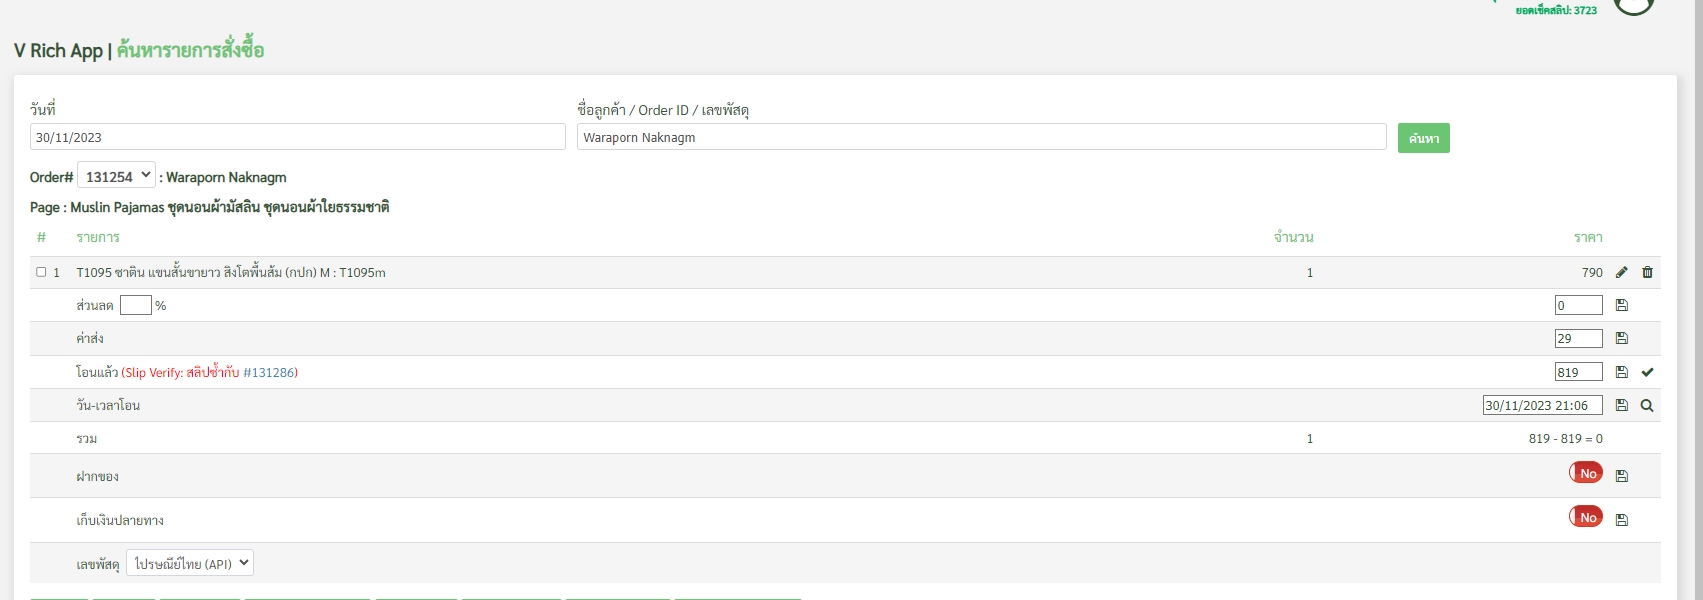 ยอดเช็คสลิป: 3723
V Rich App | ค้นหารายการสั่งซื้อ
วันที่ ชื่อลูกค้า / Order ID / เลขพัสดุ
30/11/2023 Waraporn Naknagm ค้นหา
Order# 131254 : Waraporn Naknagm
Page : Muslin Pajamas ชุดนอนผ้ามัสลิน ชุดนอนผ้าใยธรรมชาติ
# รายการ จำนวน ราคา
1 T1095 ซาติน แขนสั้นขายาว สิงโตพื้นส้ม (กปก) M : T1095m 1 790
ส่วนลด % 0
ค่าส่ง 29
โอนแล้ว (Slip Verify: สลิปซ้ำกับ #131286) 819
วัน-เวลาโอน 30/11/2023 21:06
รวม 1 819 - 819 = 0
ฝากของ No
เก็บเงินปลายทาง No
เลขพัสดุ ไปรษณีย์ไทย (API)